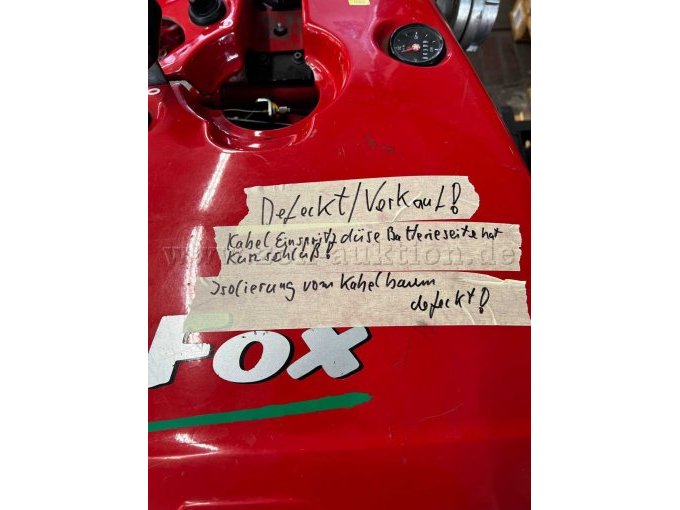 Defeckt/Verkauf!
Kabel Einspritzdüse Batterieseite hat
Kurzschluß!
Isolierung vom Kabelbaum
defeckt!
Fox